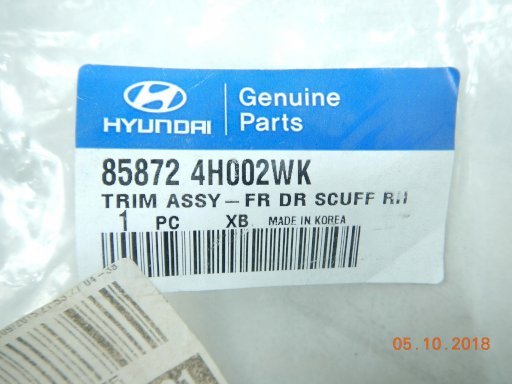 HYUNDAI
Genuine
Parts
85872 4H002WK
TRIM ASSY-FR DR SCUFF RH
1 PC XB MADE IN KOREA
05.10.2018